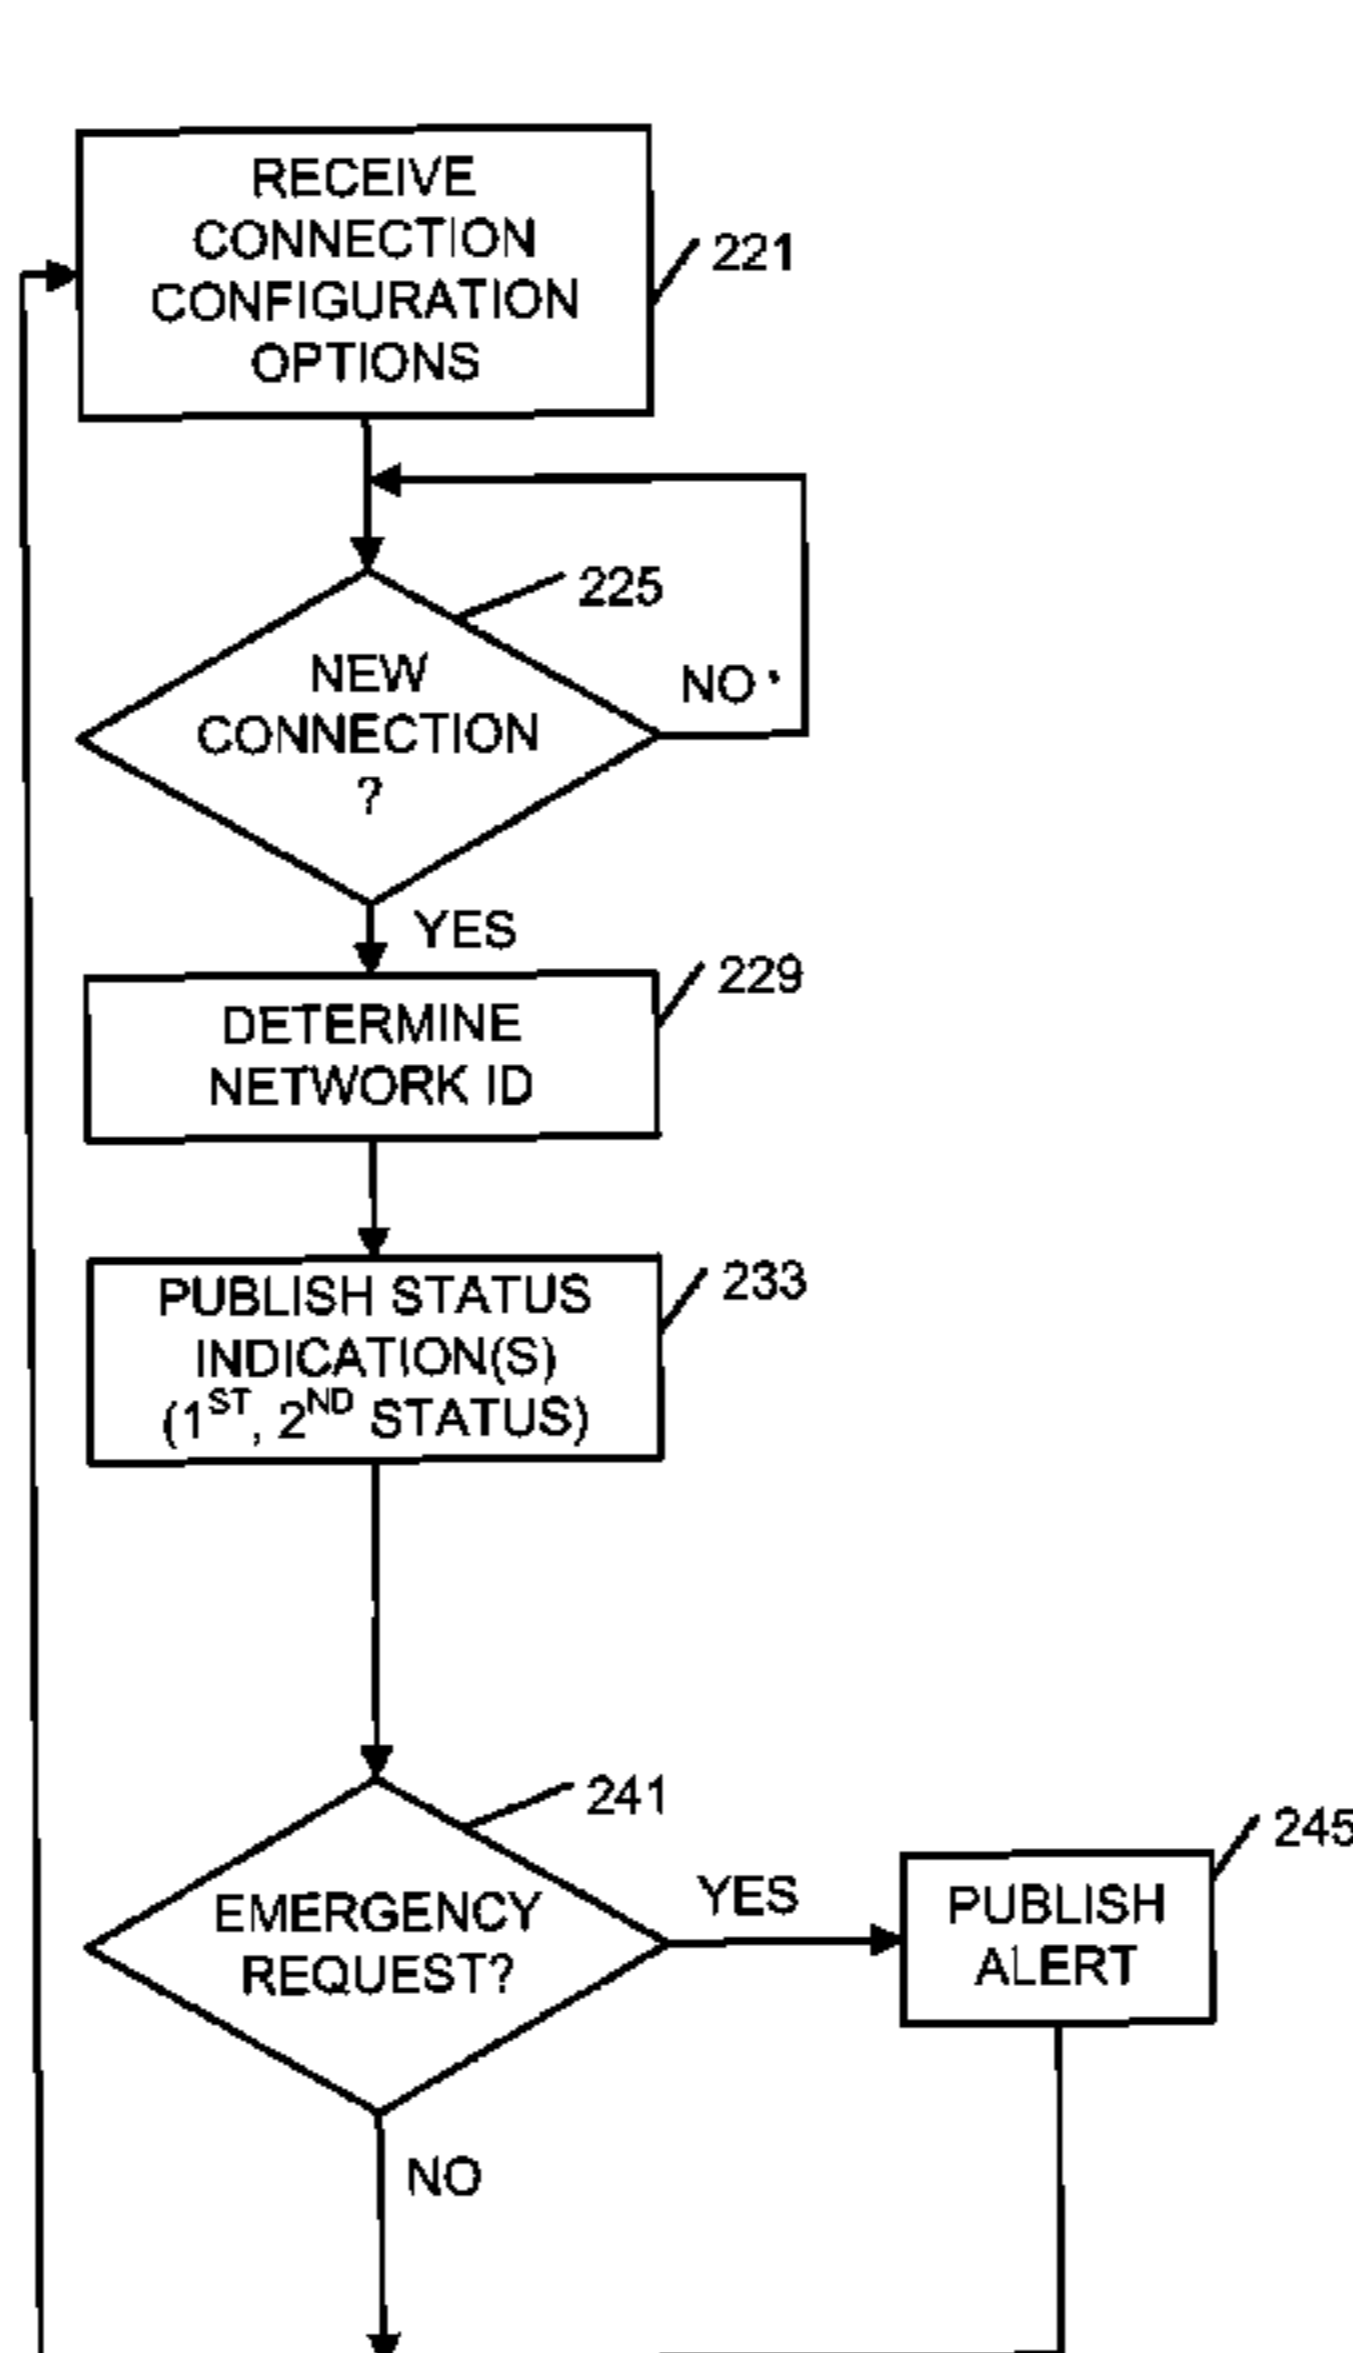 RECEIVE
CONNECTION
CONFIGURATION
OPTIONS
221
225
NEW
CONNECTION
?
NO
YES
229
DETERMINE
NETWORK ID
233
PUBLISH STATUS
INDICATION(S)
(1ST, 2ND STATUS)
241
EMERGENCY
REQUEST?
YES
245
PUBLISH
ALERT
NO